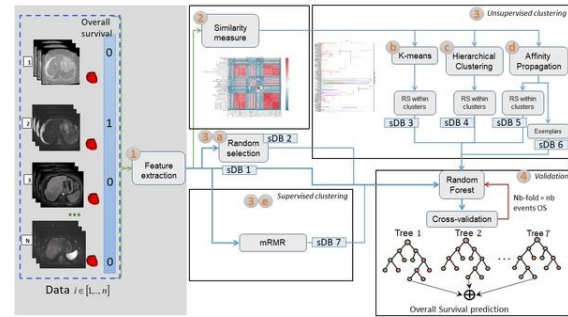 Overall
survival
1
0
2
1
3
0
N
0
Data i ∈ [1,.., n]
1
Feature
extraction
2
Similarity
measure
3
Unsupervised clustering
b
K-means
c
Hierarchical
Clustering
d
Affinity
Propagation
RS within
clusters
RS within
clusters
RS within
clusters
sDB 3
sDB 4
sDB 5
Exemplars
sDB 6
3 a
Random
selection
sDB 2
sDB 1
3 e
Supervised clustering
mRMR
sDB 7
4
Validation
Random
Forest
Nb-fold = nb
events OS
Cross-validation
Tree 1
Tree 2
Tree T
Overall Survival prediction